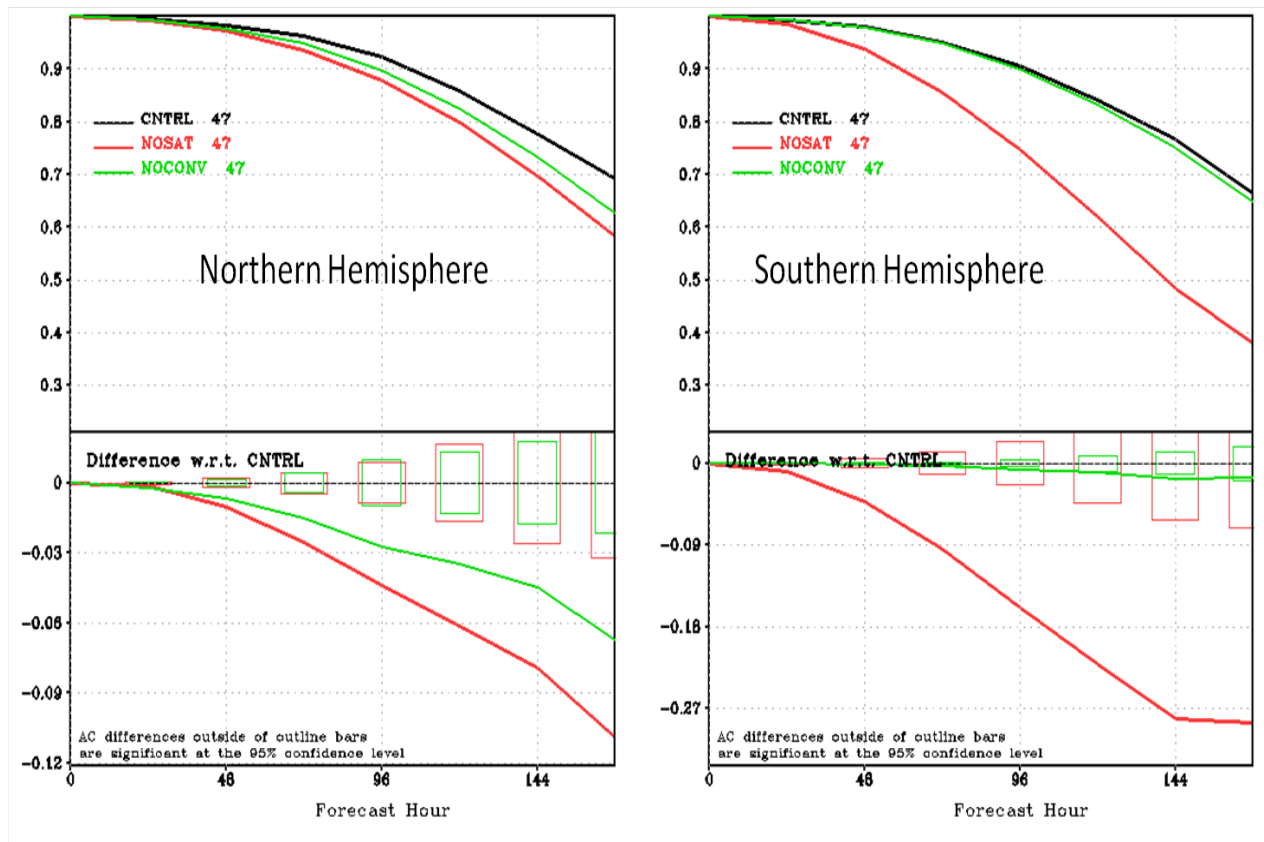 0.9
0.8
0.7
0.6
0.5
0.4
0.3
CNTRL 47
NOSAT 47
NOCONV 47
Northern Hemisphere
Difference w.r.t. CNTRL
0
-0.03
-0.06
-0.09
-0.12
AC differences outside of outline bars
are significant at the 95% confidence level
0 48 96 144
Forecast Hour
0.9
0.8
0.7
0.6
0.5
0.4
0.3
CNTRL 47
NOSAT 47
NOCONV 47
Southern Hemisphere
Difference w.r.t. CNTRL
0
-0.09
-0.18
-0.27
AC differences outside of outline bars
are significant at the 95% confidence level
0 48 96 144
Forecast Hour